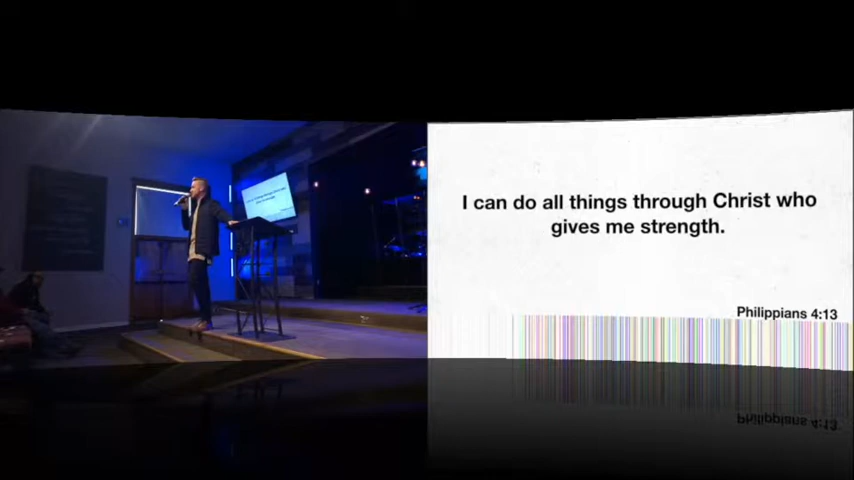 I can do all things through Christ who
gives me strength.
Philippians 4:13